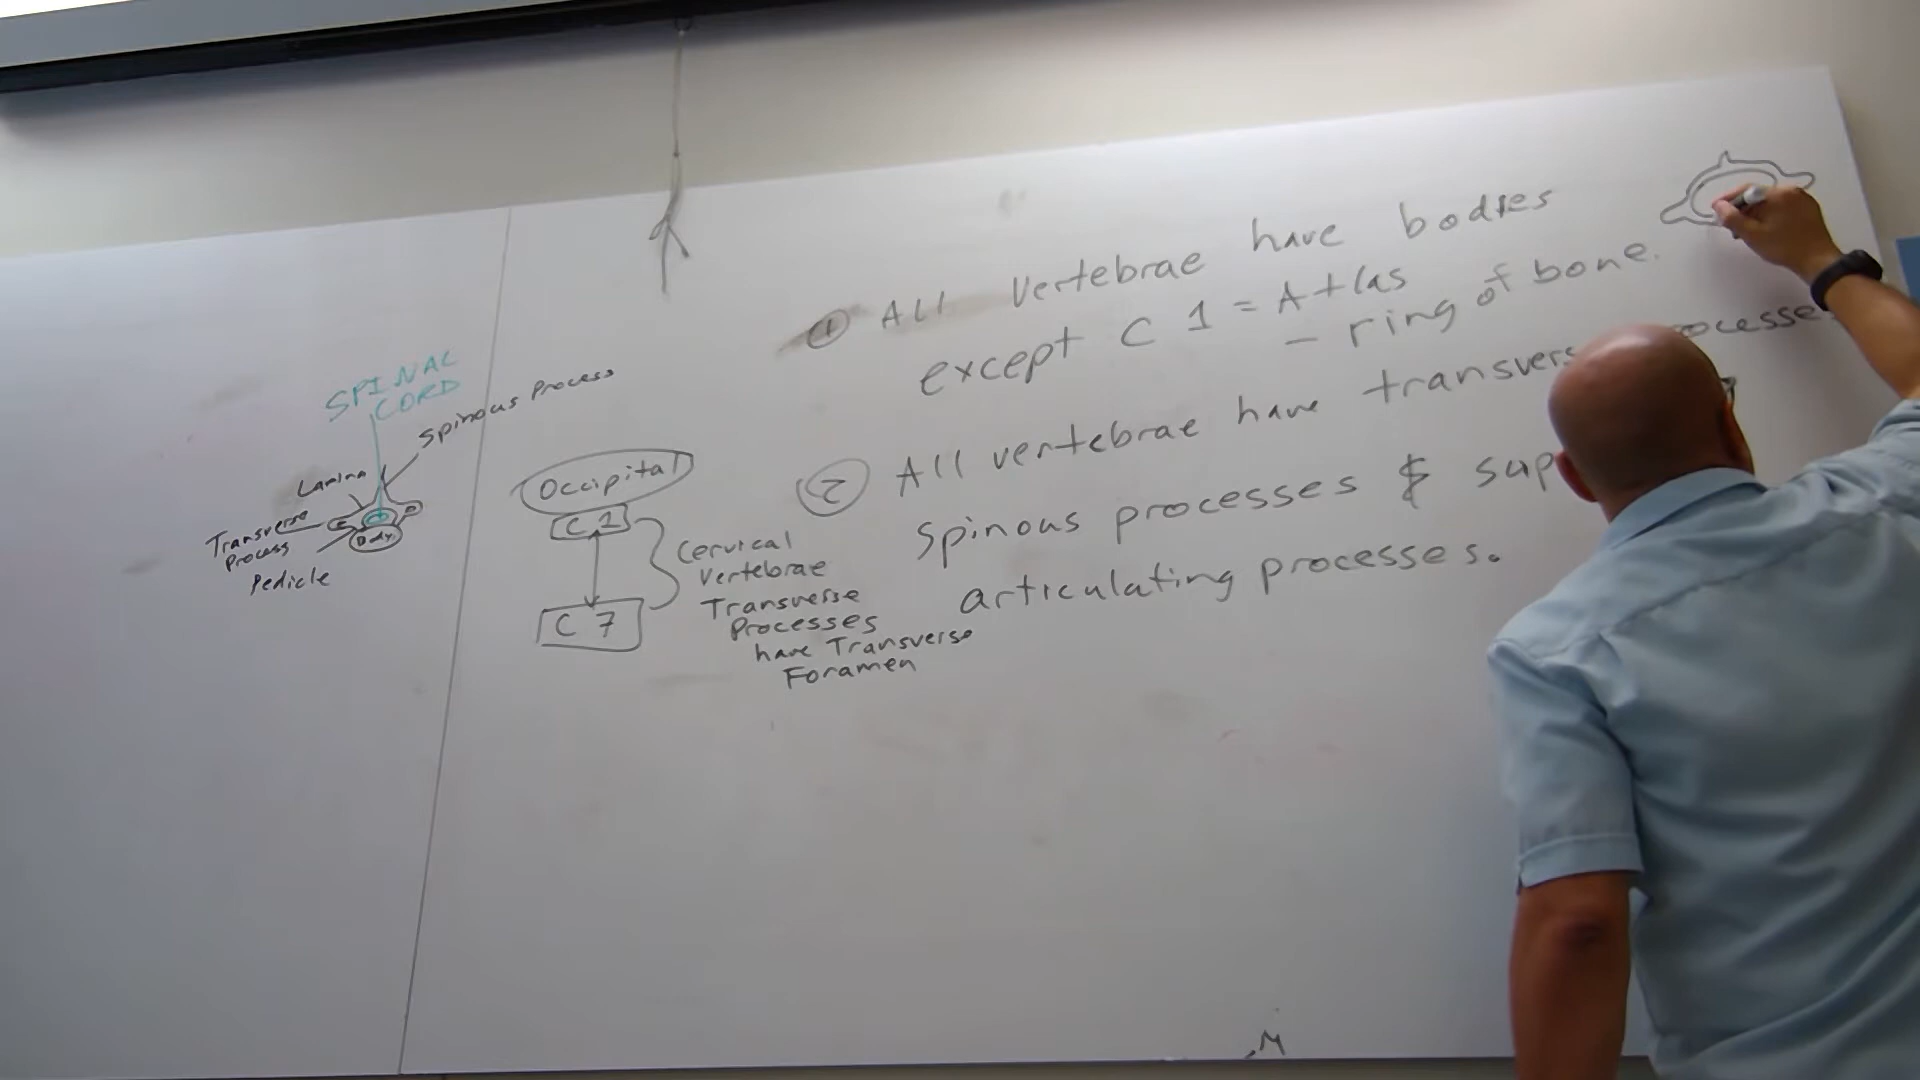 SPINAL
CORD
Spinous Process
Lamina
Transverse
Process
Pedicle
Body
Occipital
C 1
C 7
Cervical
Vertebrae
Transverse
Processes
have Transverse
Foramen
① All Vertebrae have bodies
except C 1 = Atlas
- ring of bone.
② All vertebrae have transvers ocesses
Spinous processes & sup
articulating processes.